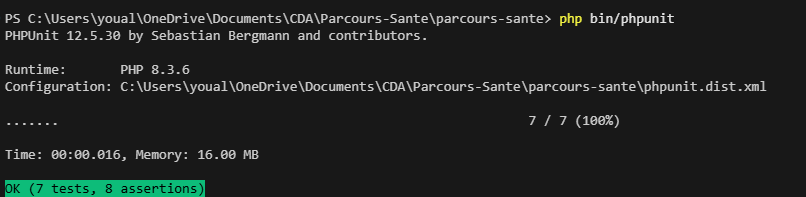 PS C:\Users\youal\OneDrive\Documents\CDA\Parcours-Sante\parcours-sante> php bin/phpunit
PHPUnit 12.5.30 by Sebastian Bergmann and contributors.
Runtime:       PHP 8.3.6
Configuration: C:\Users\youal\OneDrive\Documents\CDA\Parcours-Sante\parcours-sante\phpunit.dist.xml
.......                                                             7 / 7 (100%)
Time: 00:00.016, Memory: 16.00 MB
OK (7 tests, 8 assertions)